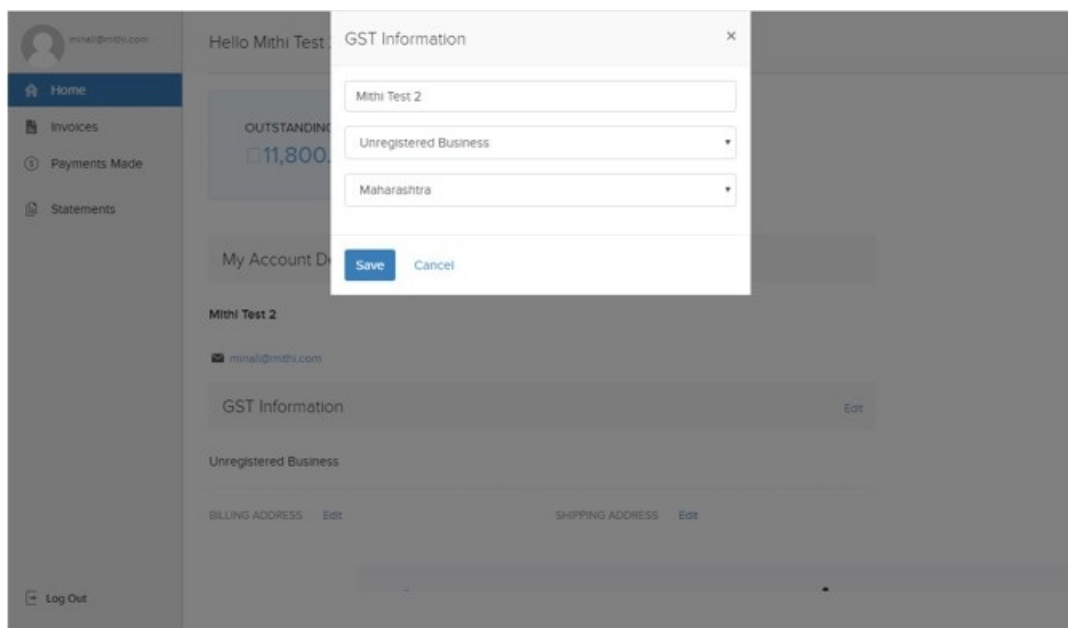 minali@mithi.com
Hello Mithi Test
GST Information
×
Home
Mithi Test 2
Invoices
OUTSTANDING
Unregistered Business
11,800.
Payments Made
Maharashtra
Statements
My Account De
Save Cancel
Mithi Test 2
minali@mithi.com
GST Information Edit
Unregistered Business
BILLING ADDRESS Edit SHIPPING ADDRESS Edit
Log Out